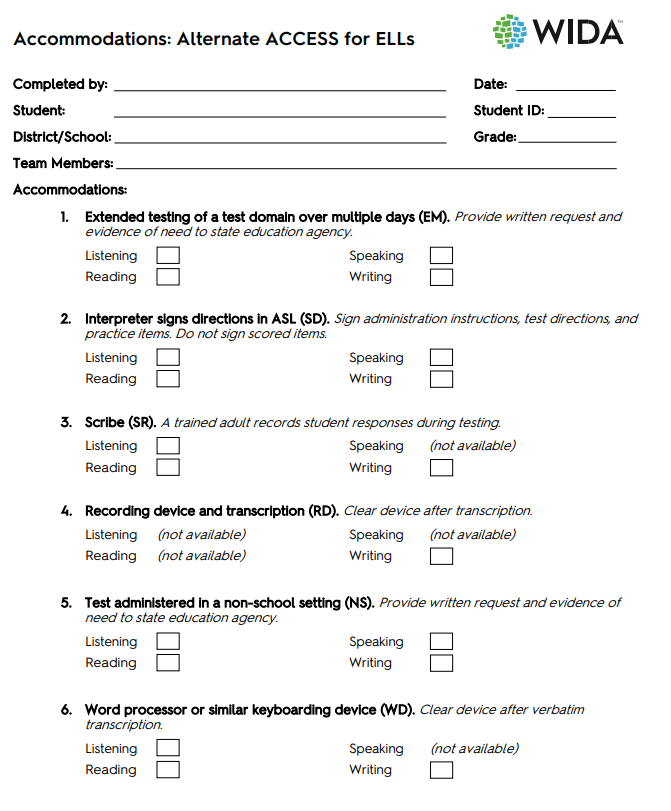 Accommodations: Alternate ACCESS for ELLs
WIDA™
Completed by: Date:
Student: Student ID:
District/School: Grade:
Team Members:
Accommodations:
1. Extended testing of a test domain over multiple days (EM). Provide written request and
evidence of need to state education agency.
Listening Speaking
Reading Writing
2. Interpreter signs directions in ASL (SD). Sign administration instructions, test directions, and
practice items. Do not sign scored items.
Listening Speaking
Reading Writing
3. Scribe (SR). A trained adult records student responses during testing.
Listening Speaking (not available)
Reading Writing
4. Recording device and transcription (RD). Clear device after transcription.
Listening (not available) Speaking (not available)
Reading (not available) Writing
5. Test administered in a non-school setting (NS). Provide written request and evidence of
need to state education agency.
Listening Speaking
Reading Writing
6. Word processor or similar keyboarding device (WD). Clear device after verbatim
transcription.
Listening Speaking (not available)
Reading Writing